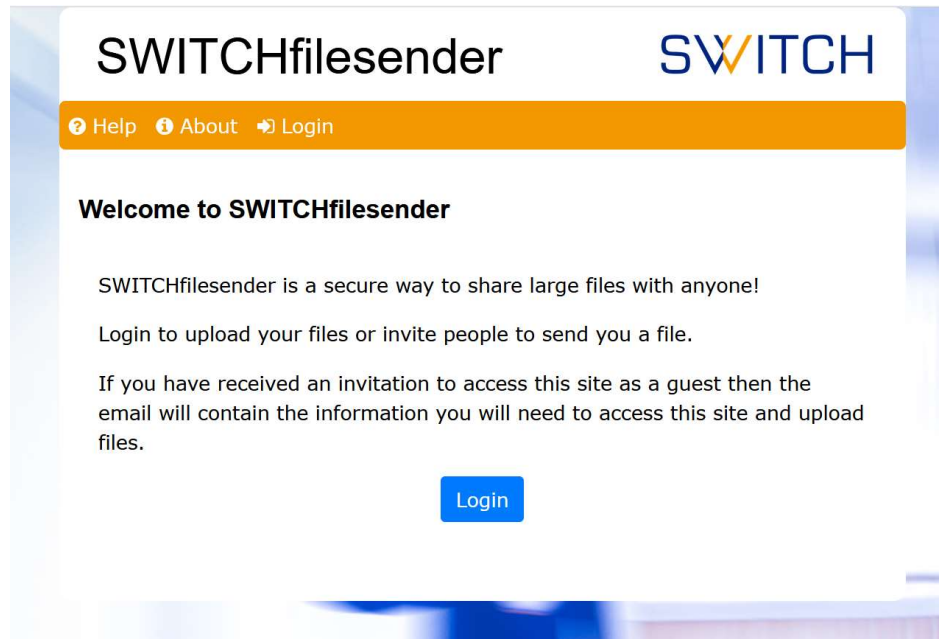 SWITCHfilesender
SWITCH
Help About Login
Welcome to SWITCHfilesender
SWITCHfilesender is a secure way to share large files with anyone!
Login to upload your files or invite people to send you a file.
If you have received an invitation to access this site as a guest then the
email will contain the information you will need to access this site and upload
files.
Login